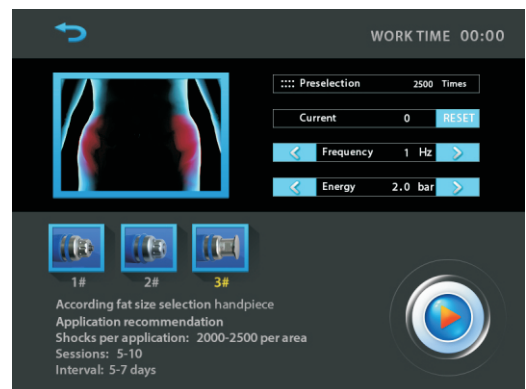 WORK TIME 00:00
:::: Preselection 2500 Times
Current 0 RESET
Frequency 1 Hz
Energy 2.0 bar
1# 2# 3#
According fat size selection handpiece
Application recommendation
Shocks per application: 2000-2500 per area
Sessions: 5-10
Interval: 5-7 days